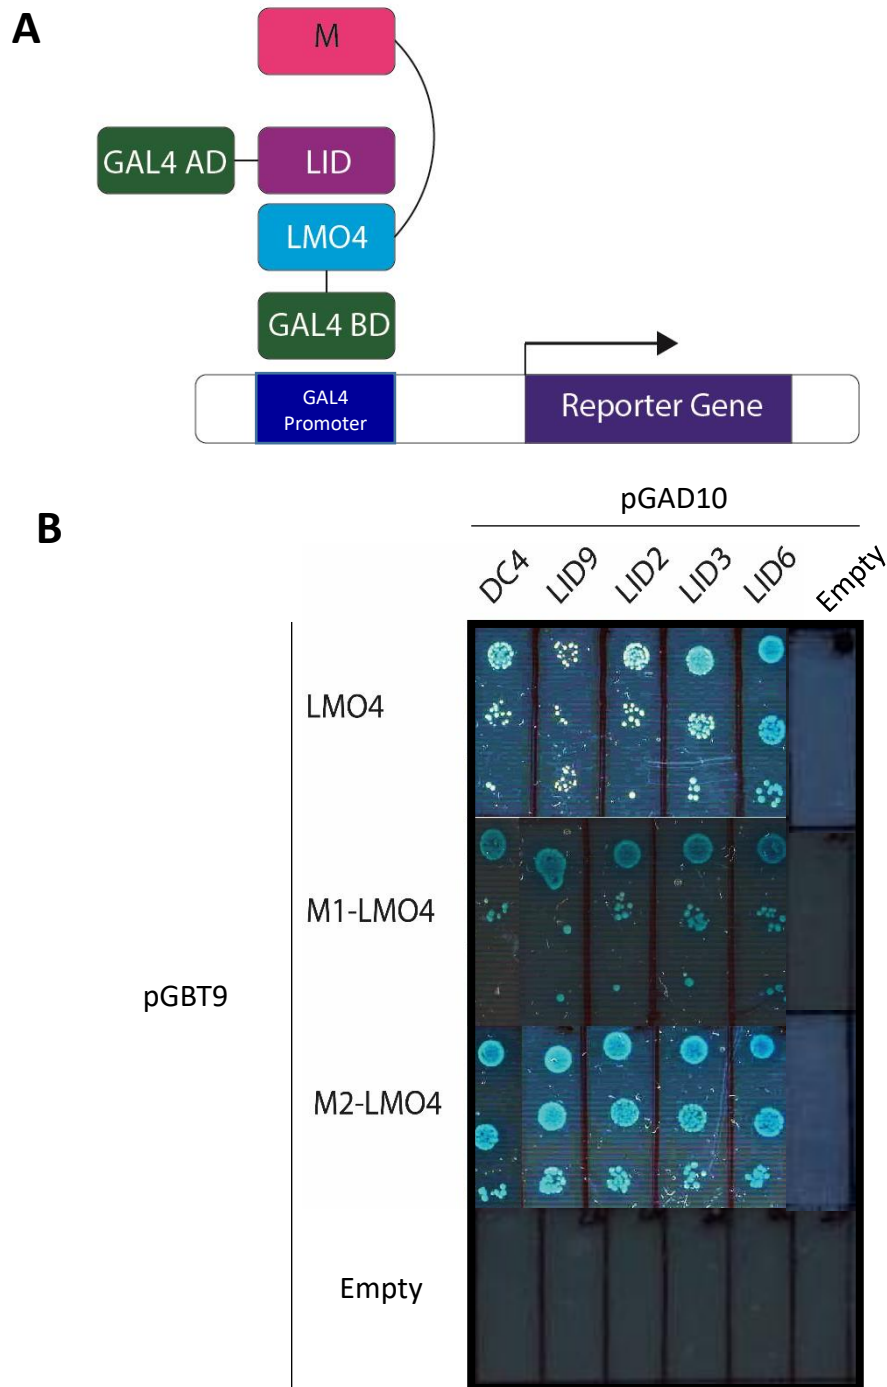 A
M
GAL4 AD
LID
LMO4
GAL4 BD
GAL4
Promoter
Reporter Gene
B
pGAD10
DC4
LID9
LID2
LID3
LID6
Empty
pGBT9
LMO4
M1-LMO4
M2-LMO4
Empty